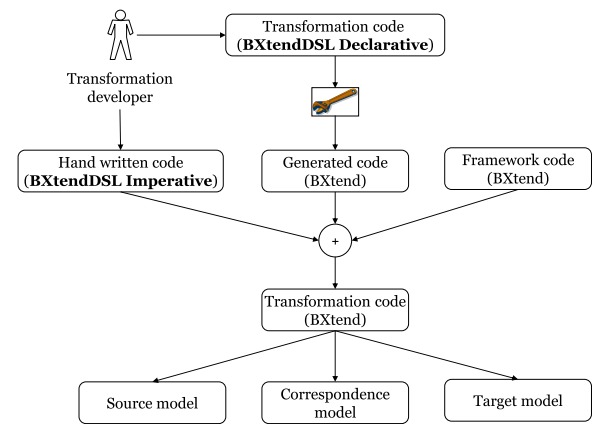 Transformation code
(BXtendDSL Declarative)
Transformation
developer
Hand written code
(BXtendDSL Imperative)
Generated code
(BXtend)
Framework code
(BXtend)
+
Transformation code
(BXtend)
Source model
Correspondence
model
Target model